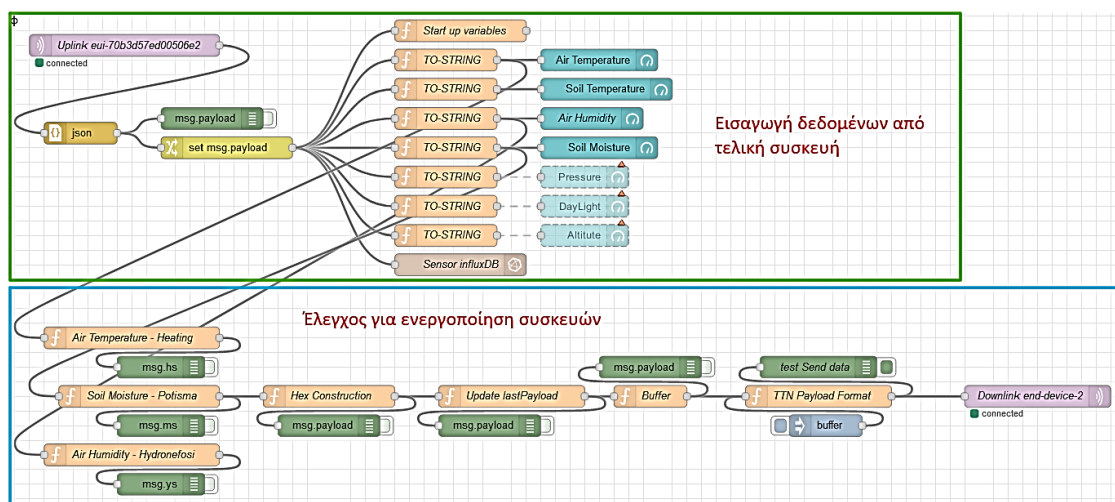 φ
Uplink eui-70b3d57ed00506e2
connected
json
msg.payload
set msg.payload
Start up variables
TO-STRING
Air Temperature
TO-STRING
Soil Temperature
TO-STRING
Air Humidity
TO-STRING
Soil Moisture
TO-STRING
Pressure
TO-STRING
DayLight
TO-STRING
Altitute
Sensor influxDB
Εισαγωγή δεδομένων από
τελική συσκευή
Έλεγχος για ενεργοποίηση συσκευών
Air Temperature - Heating
msg.hs
Soil Moisture - Potisma
msg.ms
Air Humidity - Hydronefosi
msg.ys
Hex Construction
msg.payload
Update lastPayload
msg.payload
msg.payload
Buffer
test Send data
TTN Payload Format
buffer
Downlink end-device-2
connected